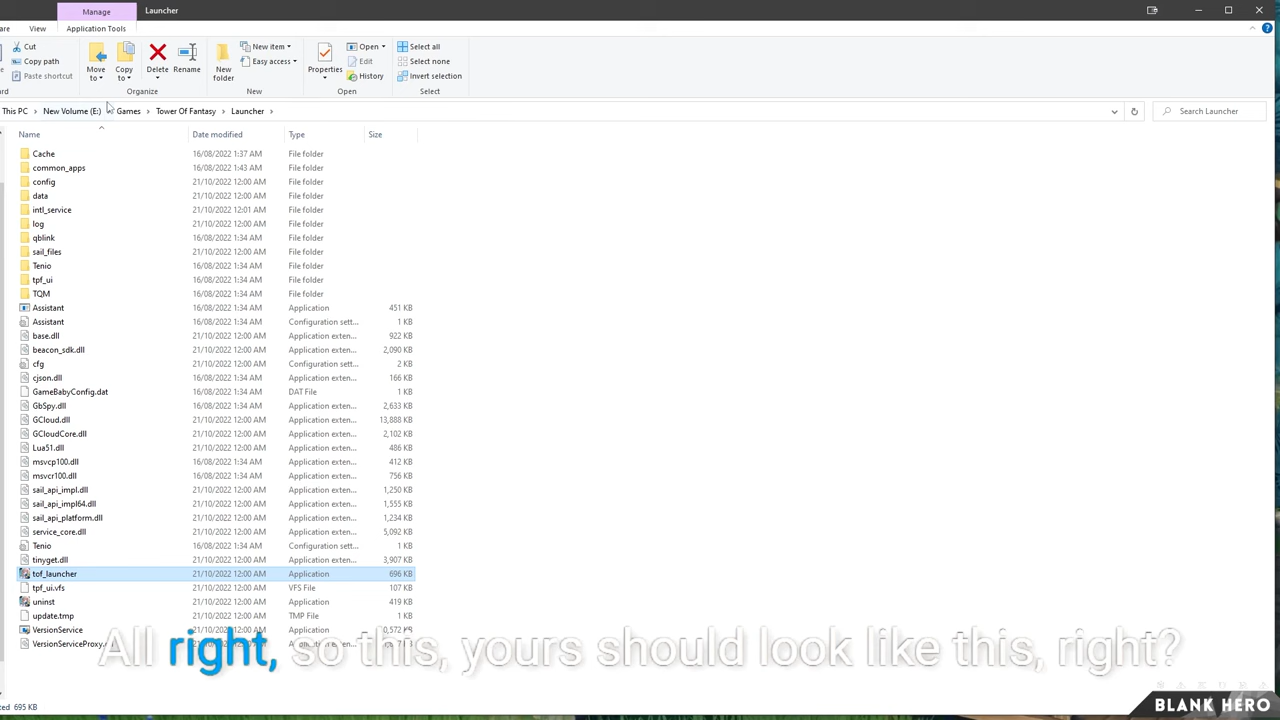 Manage Launcher
are View Application Tools
Cut
Copy path
Paste shortcut
Move to
Copy to
Delete
Rename
New folder
New item
Easy access
Properties
Open
Edit
History
Select all
Select none
Invert selection
Organize New Open Select
This PC New Volume (E:) Games Tower Of Fantasy Launcher Search Launcher
Name Date modified Type Size
Cache 16/08/2022 1:37 AM File folder
common_apps 16/08/2022 1:43 AM File folder
config 21/10/2022 12:00 AM File folder
data 21/10/2022 12:00 AM File folder
intl_service 21/10/2022 12:01 AM File folder
log 21/10/2022 12:00 AM File folder
qblink 16/08/2022 1:34 AM File folder
sail_files 21/10/2022 12:00 AM File folder
Tenio 16/08/2022 1:34 AM File folder
tpf_ui 16/08/2022 1:34 AM File folder
TQM 16/08/2022 1:34 AM File folder
Assistant 16/08/2022 1:34 AM Application 451 KB
Assistant 16/08/2022 1:34 AM Configuration sett... 1 KB
base.dll 21/10/2022 12:00 AM Application exten... 922 KB
beacon_sdk.dll 21/10/2022 12:00 AM Application exten... 2,090 KB
cfg 21/10/2022 12:00 AM Configuration sett... 2 KB
cjson.dll 16/08/2022 1:34 AM Application exten... 166 KB
GameBabyConfig.dat 16/08/2022 1:34 AM DAT File 1 KB
GbSpy.dll 16/08/2022 1:34 AM Application exten... 2,633 KB
GCloud.dll 21/10/2022 12:00 AM Application exten... 13,888 KB
GCloudCore.dll 21/10/2022 12:00 AM Application exten... 2,102 KB
Lua51.dll 21/10/2022 12:00 AM Application exten... 486 KB
msvcp100.dll 16/08/2022 1:34 AM Application exten... 412 KB
msvcr100.dll 16/08/2022 1:34 AM Application exten... 756 KB
sail_api_impl.dll 21/10/2022 12:00 AM Application exten... 1,250 KB
sail_api_impl64.dll 21/10/2022 12:00 AM Application exten... 1,555 KB
sail_api_platform.dll 21/10/2022 12:00 AM Application exten... 1,234 KB
service_core.dll 21/10/2022 12:00 AM Application exten... 5,092 KB
Tenio 16/08/2022 1:34 AM Configuration sett... 1 KB
tinyget.dll 21/10/2022 12:00 AM Application exten... 3,907 KB
tof_launcher 21/10/2022 12:00 AM Application 696 KB
tpf_ui.vfs 21/10/2022 12:00 AM VFS File 107 KB
uninst 21/10/2022 12:00 AM Application 419 KB
update.tmp 21/10/2022 12:00 AM TMP File 1 KB
VersionService
All right, so this, yours should look like this, right?
695 KB
BLANK HERO